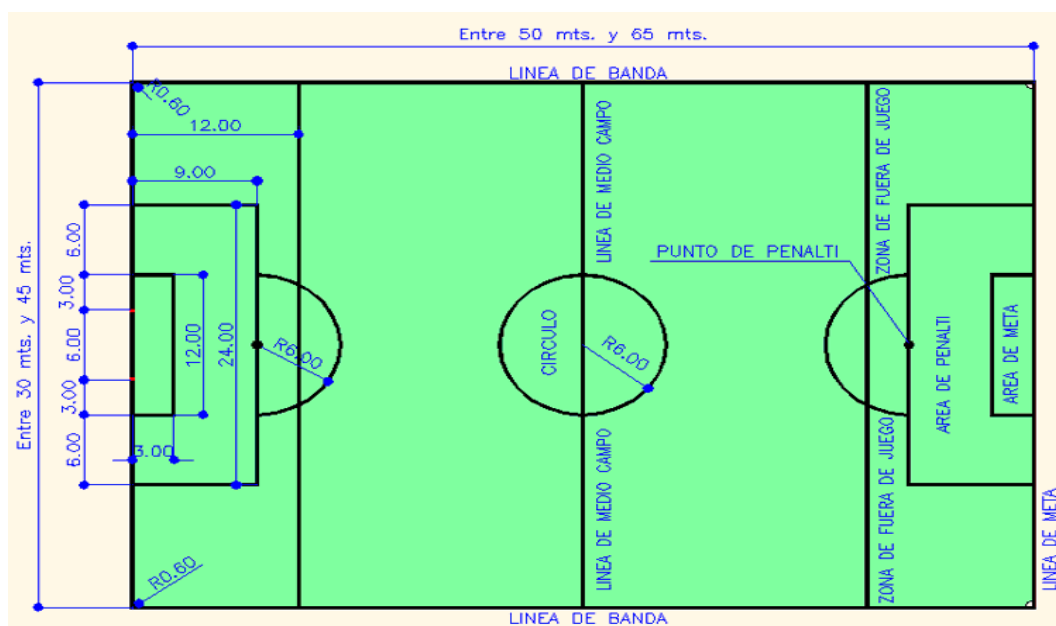 Entre 50 mts. y 65 mts.
LINEA DE BANDA
R0.60
12.00
9.00
6.00
3.00
6.00
3.00
6.00
Entre 30 mts. y 45 mts.
12.00
24.00
3.00
R6.00
R0.60
LINEA DE MEDIO CAMPO
CIRCULO
R6.00
LINEA DE MEDIO CAMPO
PUNTO DE PENALTI
ZONA DE FUERA DE JUEGO
ZONA DE FUERA DE JUEGO
AREA DE PENALTI
AREA DE META
LINEA DE META
LINEA DE BANDA